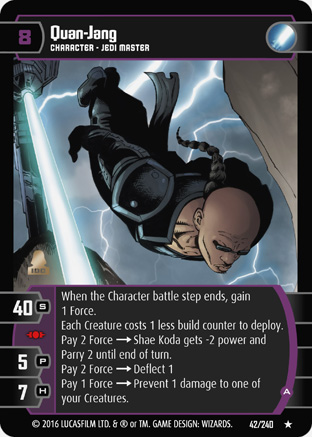 8 Quan-Jang
CHARACTER - JEDI MASTER
IDC
40 S
5 P
7 H
When the Character battle step ends, gain
1 Force.
Each Creature costs 1 less build counter to deploy.
Pay 2 Force → Shae Koda gets -2 power and
Parry 2 until end of turn.
Pay 2 Force → Deflect 1
Pay 1 Force → Prevent 1 damage to one of
your Creatures.
A
© 2016 LUCASFILM LTD. & ® or TM. GAME DESIGN: WIZARDS. 42/240 ★